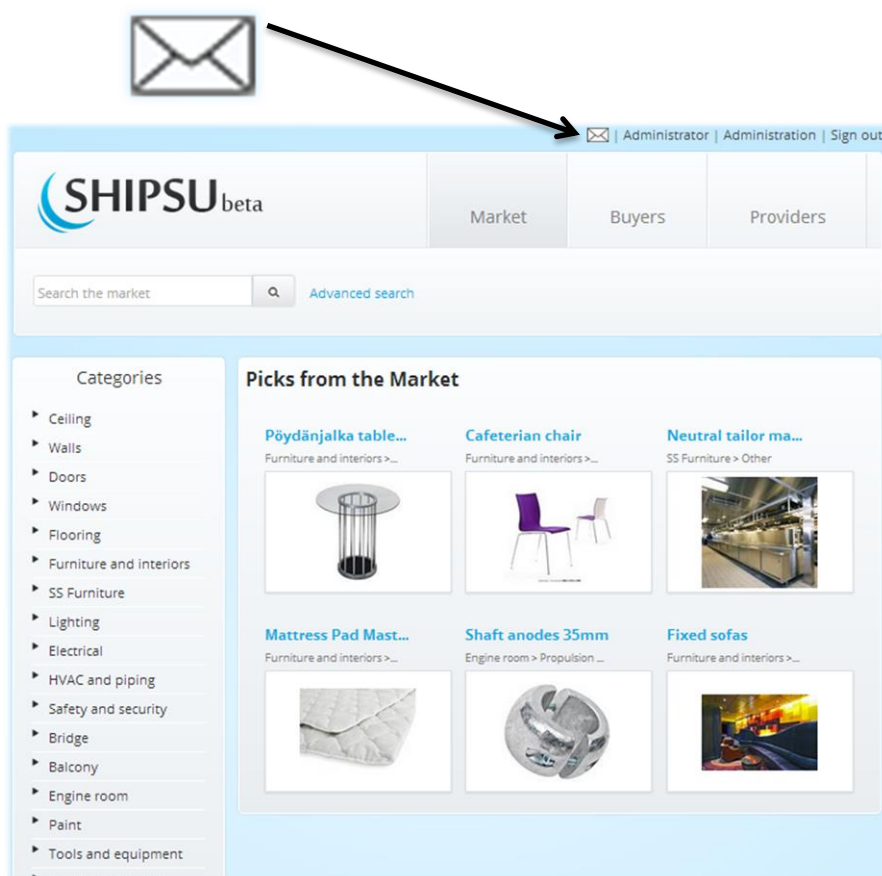 | Administrator | Administration | Sign out
SHIPSU beta
Market
Buyers
Providers
Search the market
Advanced search
Categories
Ceiling
Walls
Doors
Windows
Flooring
Furniture and interiors
SS Furniture
Lighting
Electrical
HVAC and piping
Safety and security
Bridge
Balcony
Engine room
Paint
Tools and equipment
Picks from the Market
Pöydänjalka table...
Furniture and interiors >...
Cafeterian chair
Furniture and interiors >...
Neutral tailor ma...
SS Furniture > Other
Mattress Pad Mast...
Furniture and interiors >...
Shaft anodes 35mm
Engine room > Propulsion ...
Fixed sofas
Furniture and interiors >...